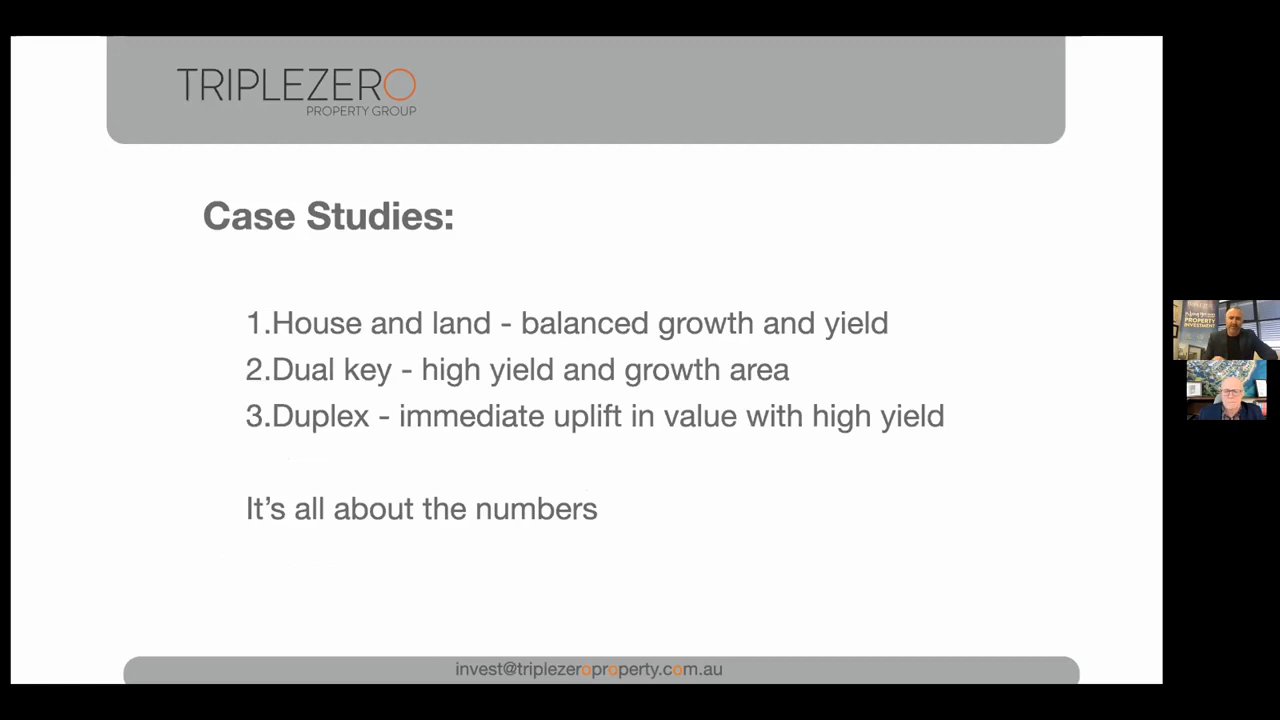 TRIPLEZERO
PROPERTY GROUP
Case Studies:
1.House and land - balanced growth and yield
2.Dual key - high yield and growth area
3.Duplex - immediate uplift in value with high yield
It’s all about the numbers
invest@triplezeroproperty.com.au
PROPERTY
INVESTMENT